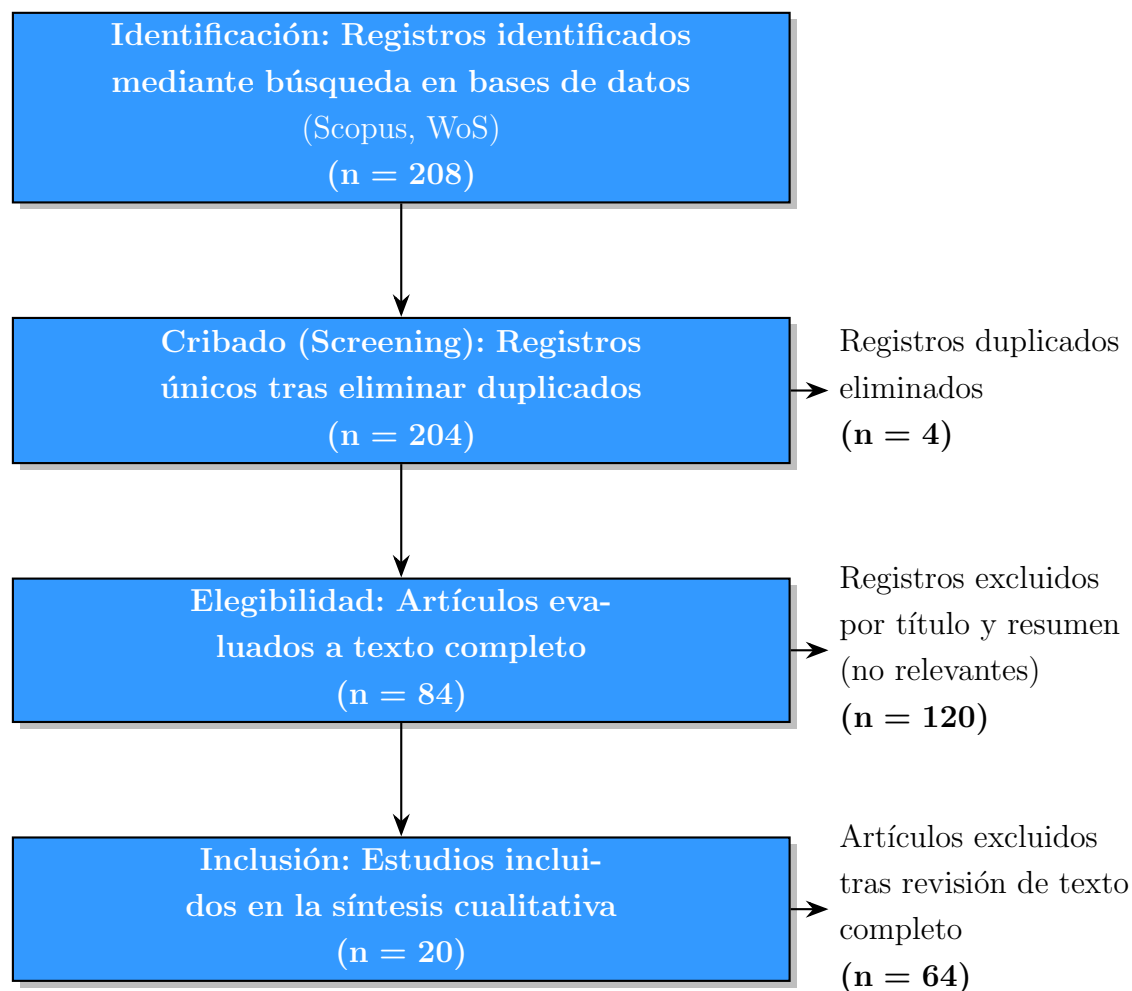 Identificación: Registros identificados
mediante búsqueda en bases de datos
(Scopus, WoS)
(n = 208)
Cribado (Screening): Registros
únicos tras eliminar duplicados
(n = 204)
Registros duplicados
eliminados
(n = 4)
Elegibilidad: Artículos eva-
luados a texto completo
(n = 84)
Registros excluidos
por título y resumen
(no relevantes)
(n = 120)
Inclusión: Estudios inclui-
dos en la síntesis cualitativa
(n = 20)
Artículos excluidos
tras revisión de texto
completo
(n = 64)